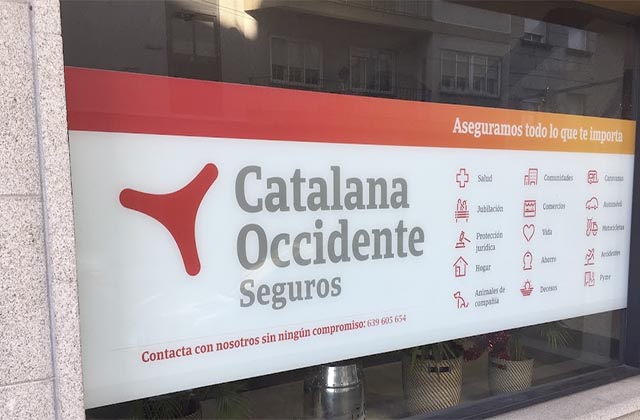 Aseguramos todo lo que te importa
Catalana
Occidente
Seguros
Salud
Jubilación
Protección
jurídica
Hogar
Animales de
compañía
Comunidades
Comercios
Vida
Ahorro
Decesos
Caravanas
Automóvil
Motocicletas
Accidentes
Pyme
Contacta con nosotros sin ningún compromiso: 639 605 654